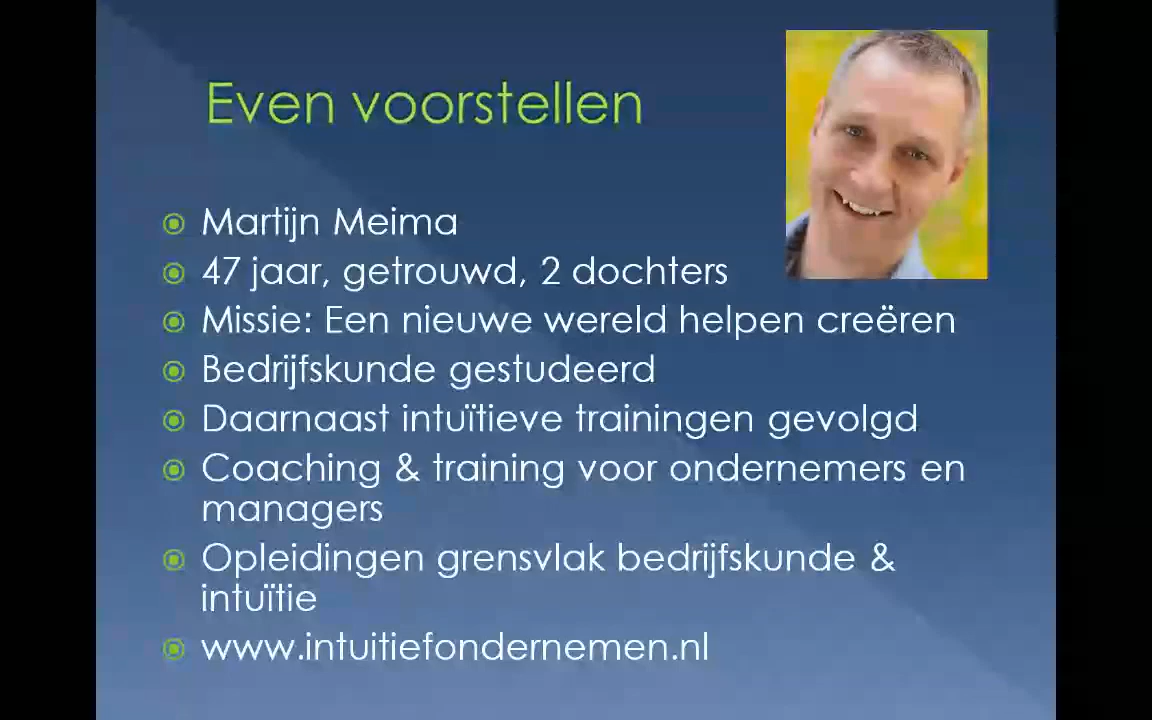 Even voorstellen
Martijn Meima
47 jaar, getrouwd, 2 dochters
Missie: Een nieuwe wereld helpen creëren
Bedrijfskunde gestudeerd
Daarnaast intuïtieve trainingen gevolgd
Coaching & training voor ondernemers en
managers
Opleidingen grensvlak bedrijfskunde &
intuïtie
www.intuitiefondernemen.nl